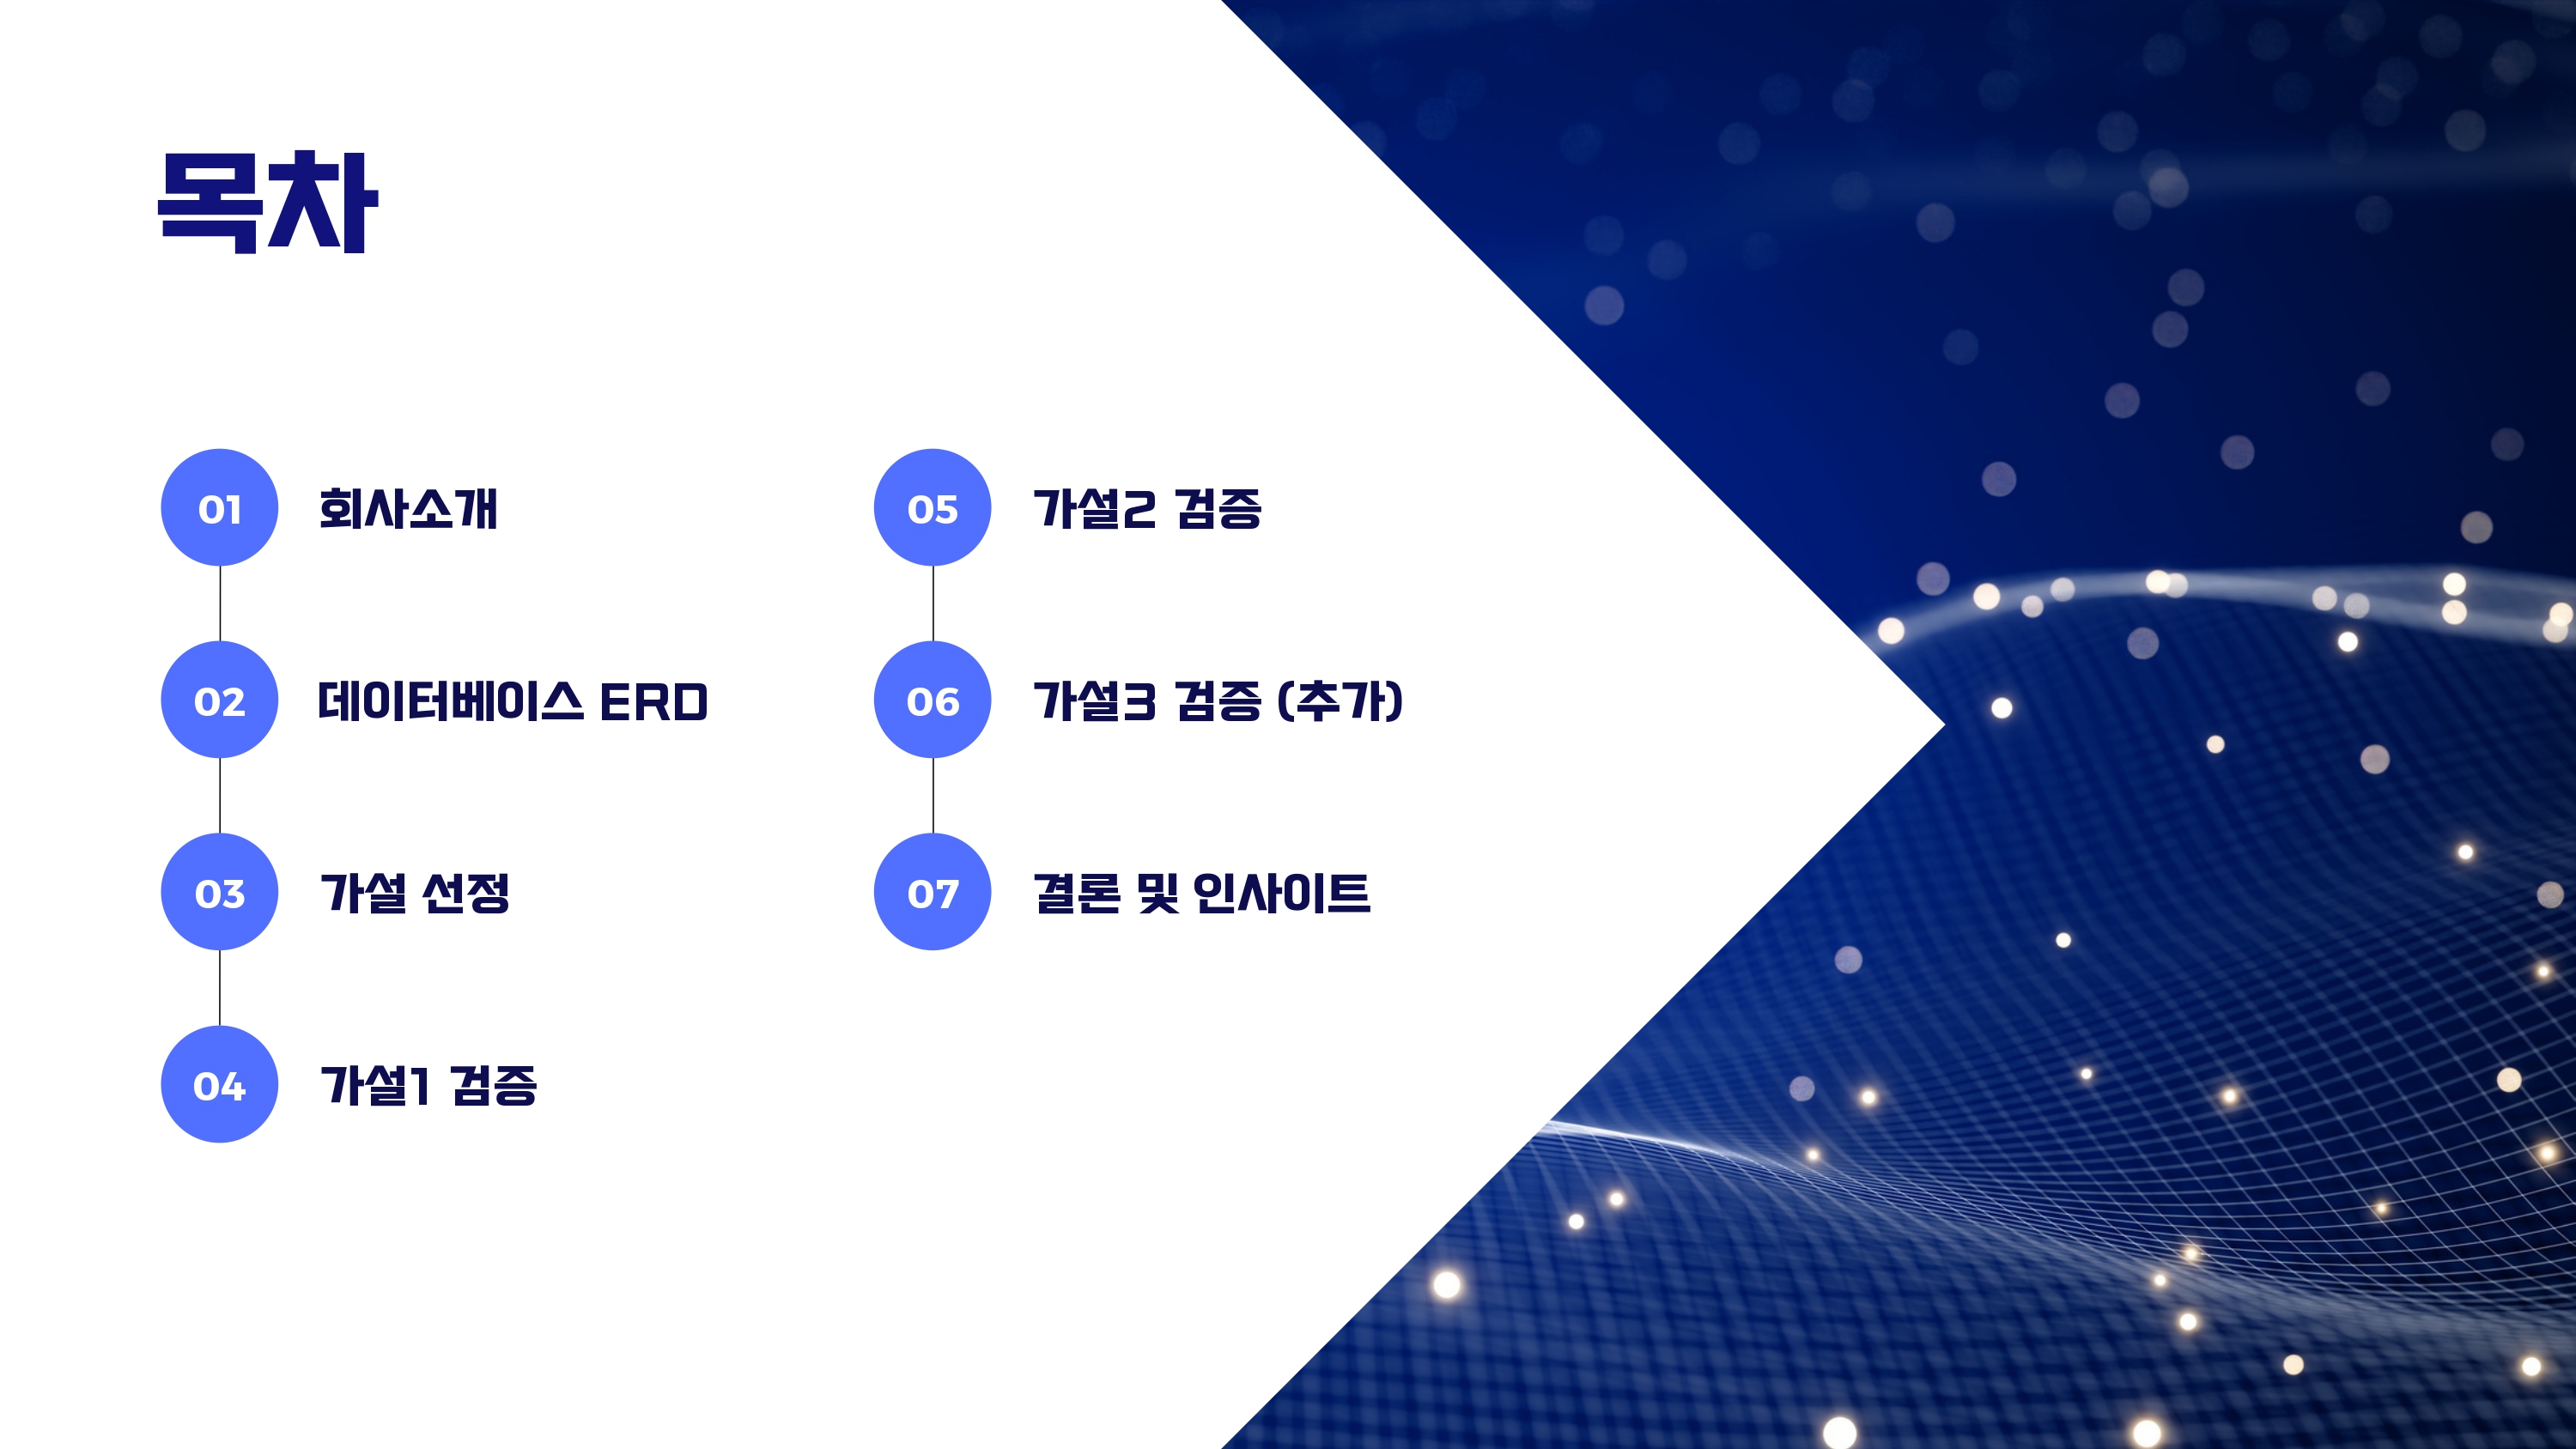 목차
01 회사소개
02 데이터베이스 ERD
03 가설 선정
04 가설1 검증
05 가설2 검증
06 가설3 검증 (추가)
07 결론 및 인사이트